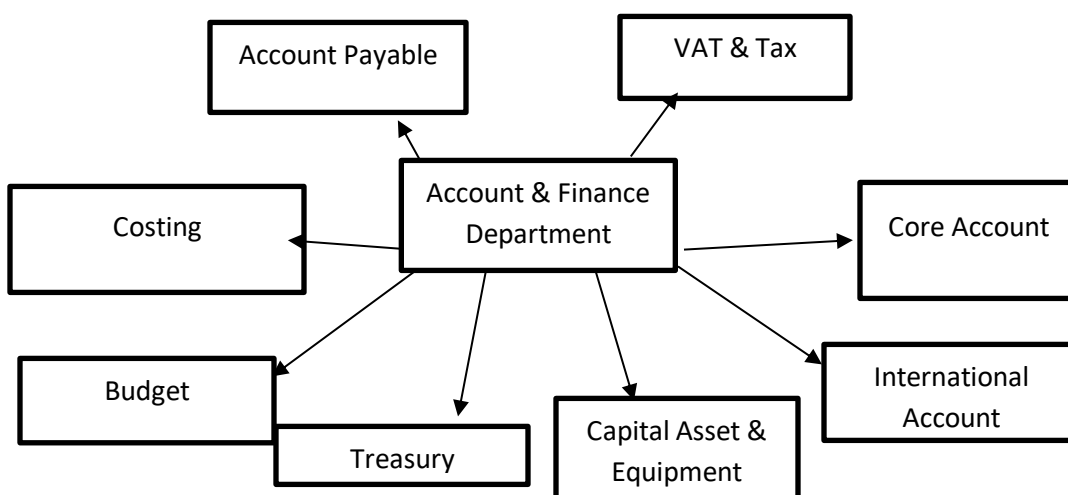 Account Payable
VAT & Tax
Account & Finance
Department
Costing
Core Account
Budget
International
Account
Treasury
Capital Asset &
Equipment